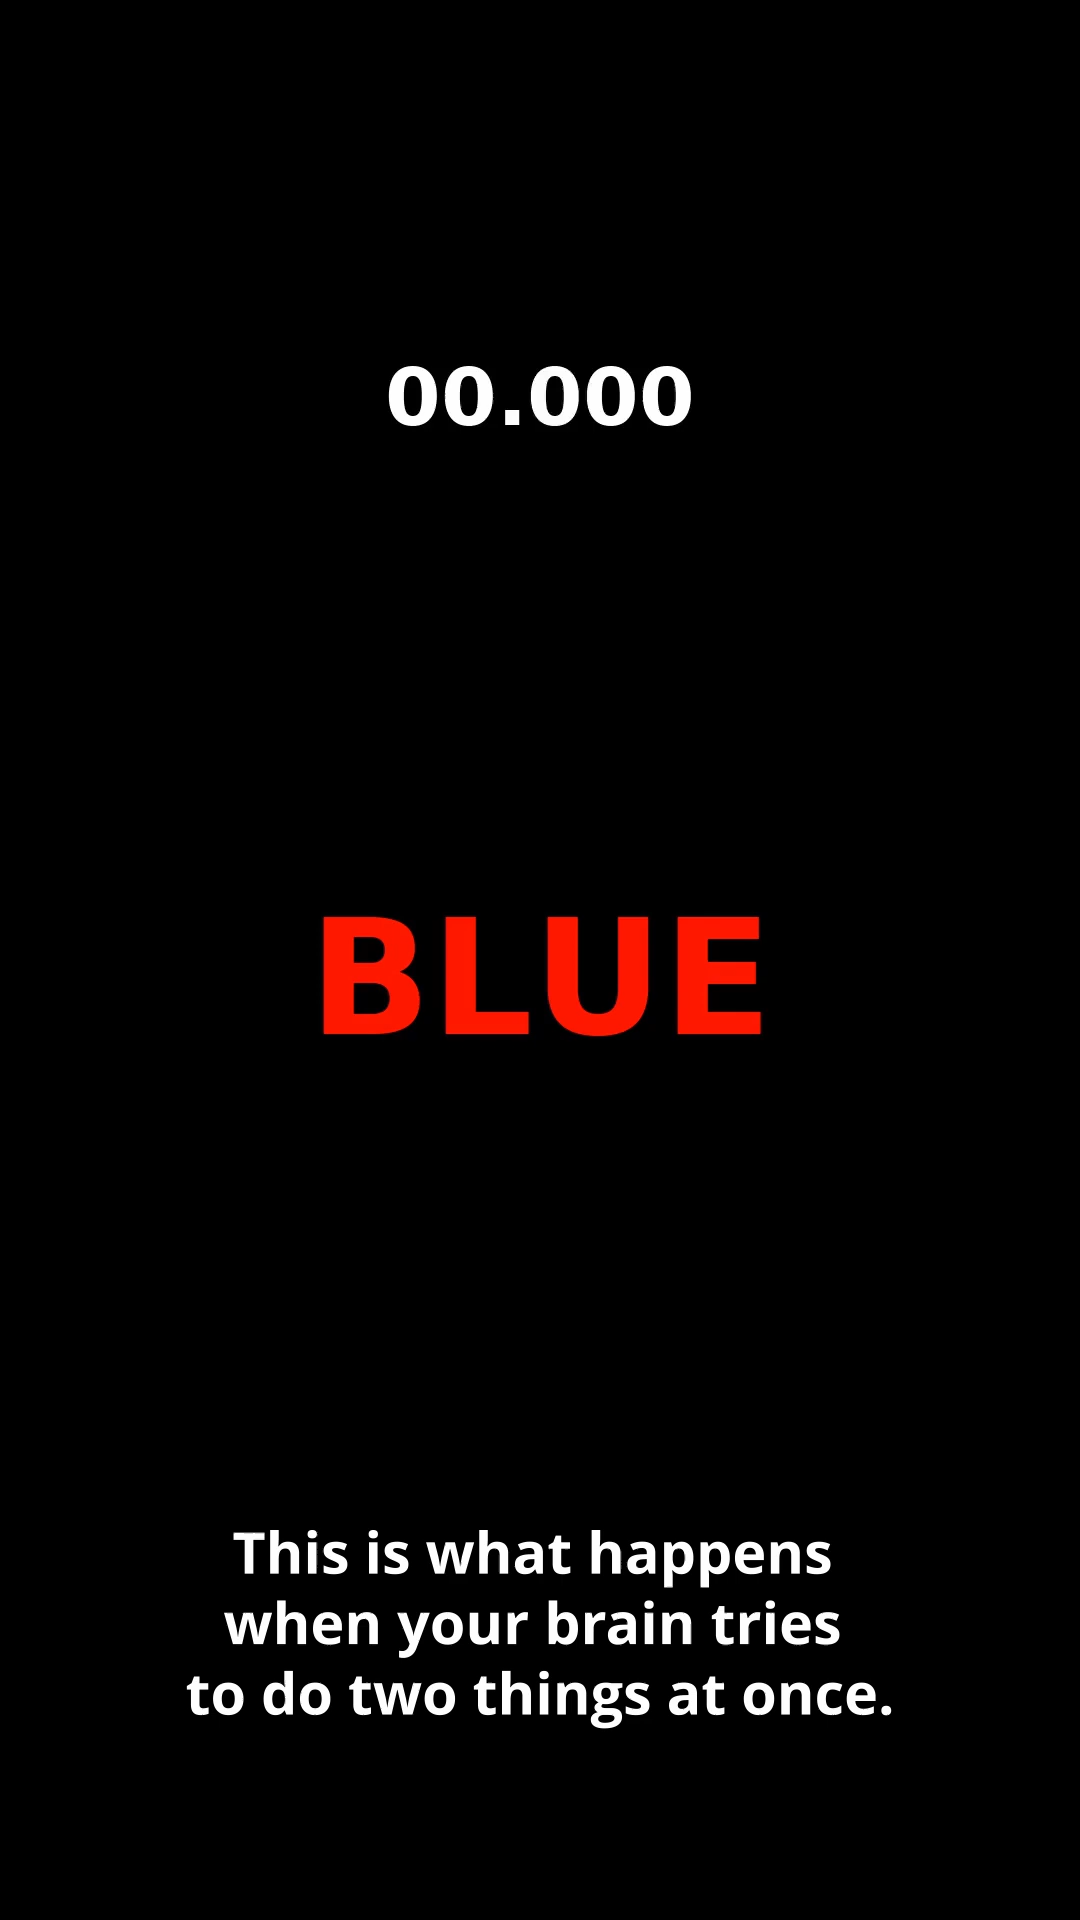 00.000
BLUE
This is what happens
when your brain tries
to do two things at once.